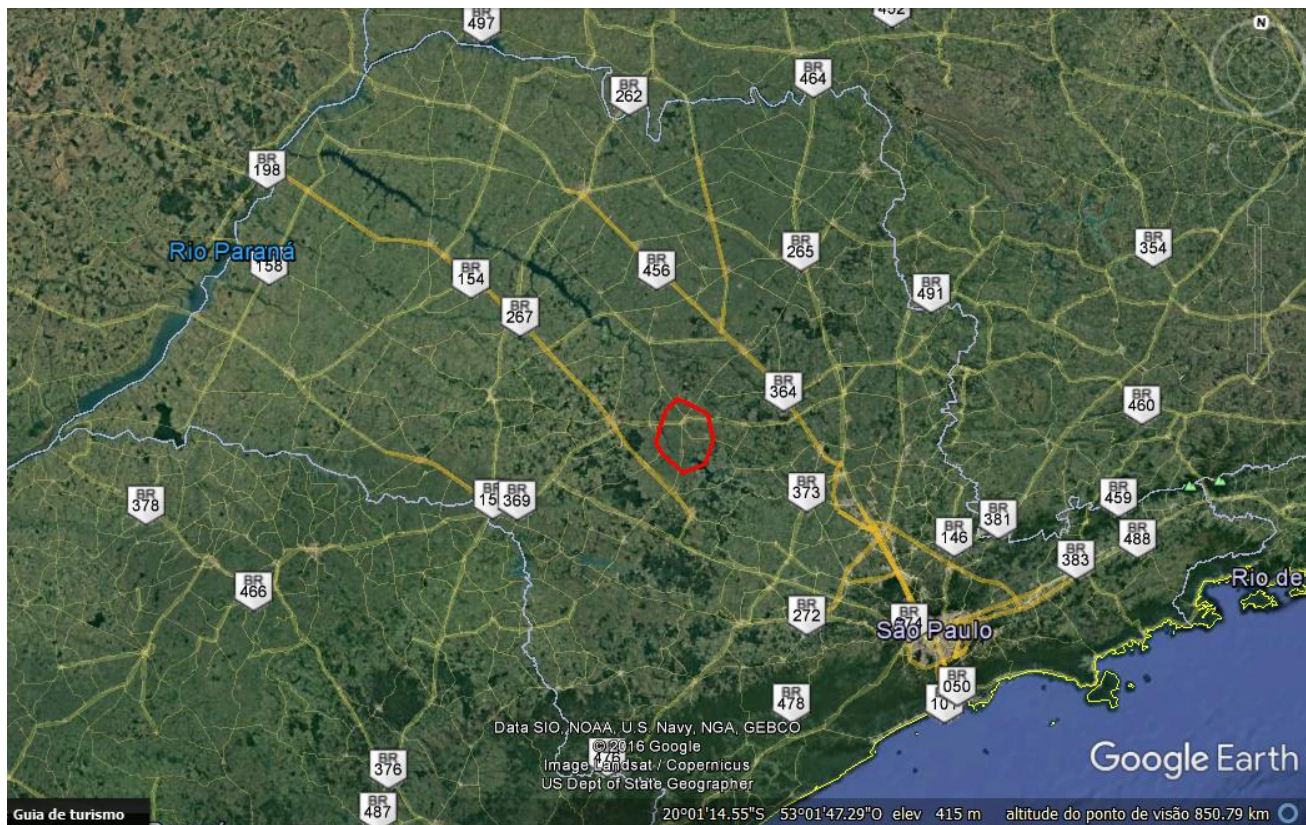 BR
497
452
BR
464
BR
262
N
BR
198
Rio Paraná
158
BR
154
BR
456
BR
265
BR
354
BR
491
BR
267
BR
364
BR
460
BR
378
BR
369
BR
373
BR
459
BR
381
BR
146
BR
488
BR
383
BR
466
Rio de
BR
272
BR
São Paulo
BR
050
101
BR
478
Data SIO, NOAA, U.S. Navy, NGA, GEBCO
©2016 Google
Image Landsat / Copernicus
US Dept of State Geographer
476
BR
376
BR
487
Google Earth
Guia de turismo
20°01'14.55"S 53°01'47.29"O elev 415 m altitude do ponto de visão 850.79 km